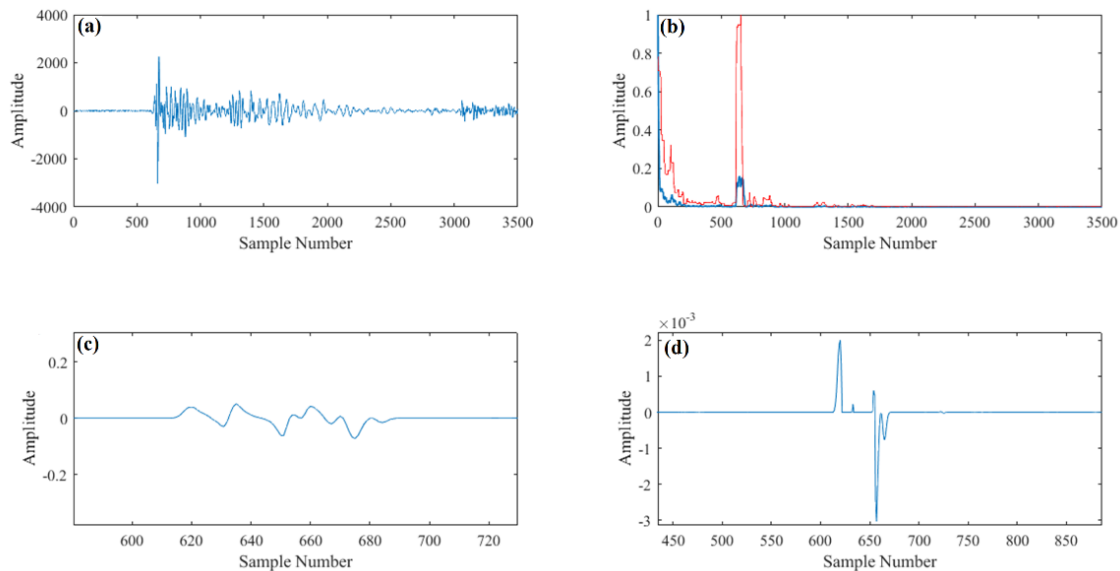 (a)
4000
2000
0
-2000
-4000
Amplitude
0 500 1000 1500 2000 2500 3000 3500
Sample Number
(b)
1
0.8
0.6
0.4
0.2
0
Amplitude
0 500 1000 1500 2000 2500 3000 3500
Sample Number
(c)
0.2
0
-0.2
Amplitude
600 620 640 660 680 700 720
Sample Number
×10⁻³
(d)
2
1
0
-1
-2
-3
Amplitude
450 500 550 600 650 700 750 800 850
Sample Number